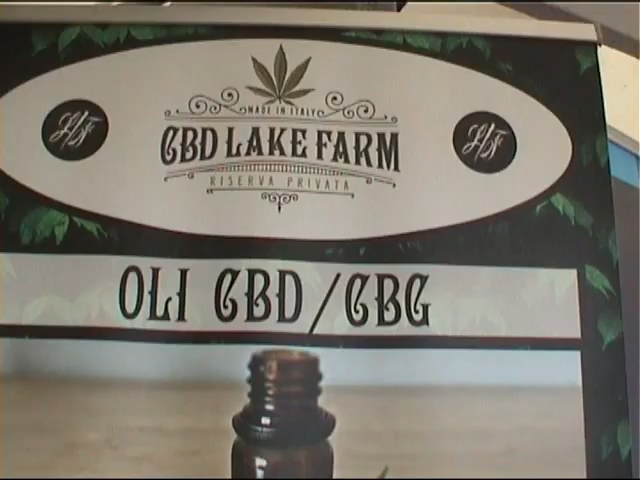 MADE IN ITALY
CBD LAKE FARM
RISERVA PRIVATA
OLI CBD/CBG